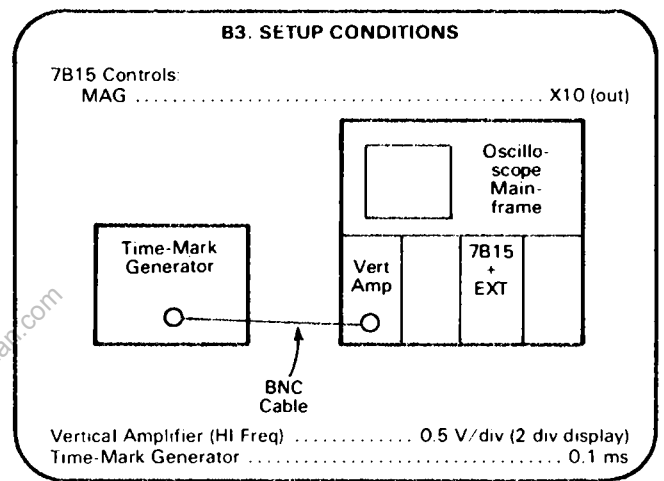 B3. SETUP CONDITIONS
7B15 Controls:
MAG ........................................ X10 (out)
Oscillo-
scope
Main-
frame
Time-Mark
Generator
Vert
Amp
7B15
+
EXT
BNC
Cable
Vertical Amplifier (HI Freq) ............. 0.5 V/div (2 div display)
Time-Mark Generator ................................... 0.1 ms